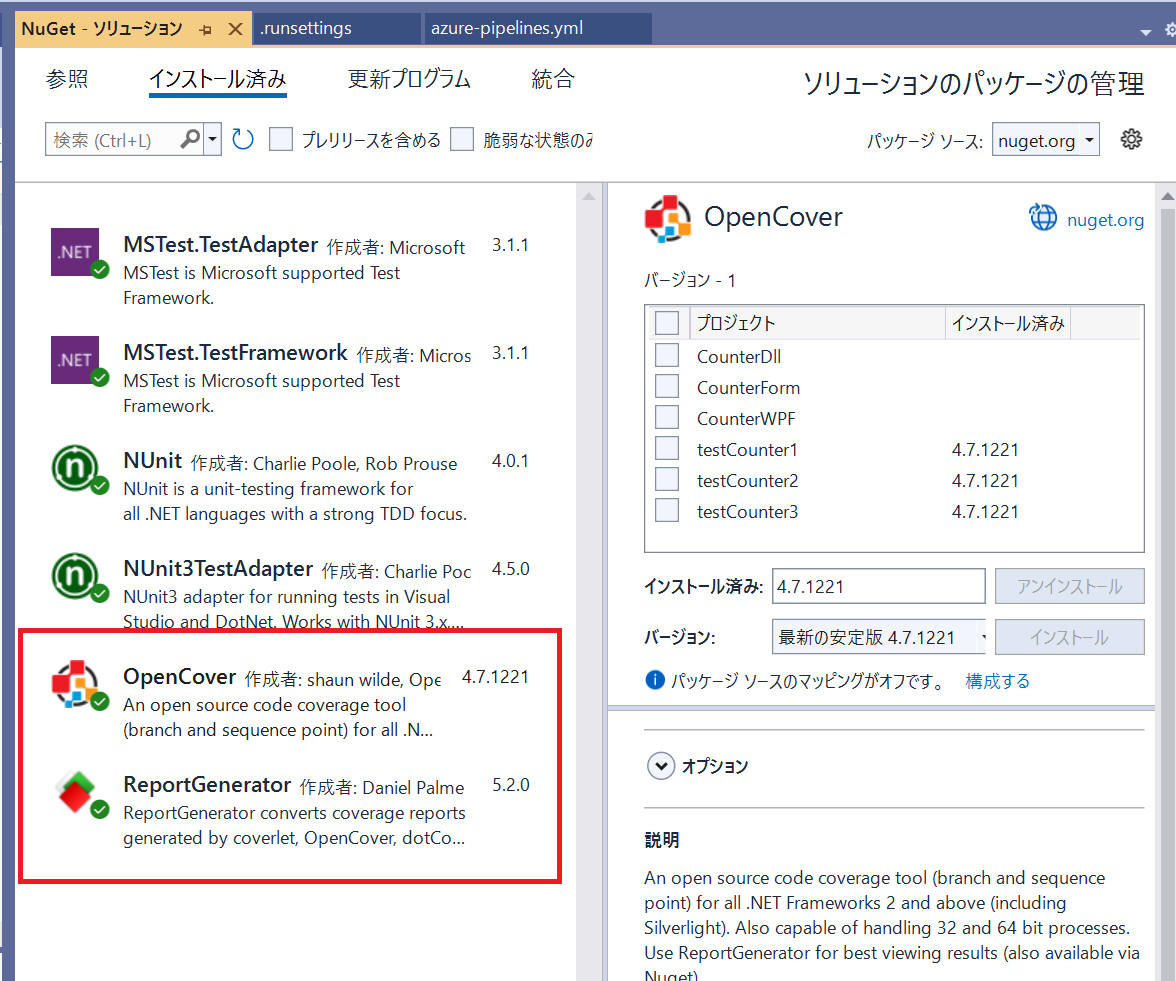 NuGet - ソリューション
.runsettings
azure-pipelines.yml
参照 インストール済み 更新プログラム 統合
ソリューションのパッケージの管理
検索 (Ctrl+L)
プレリリースを含める
脆弱な状態のみ
パッケージ ソース: nuget.org
.NET
MSTest.TestAdapter 作成者: Microsoft 3.1.1
MSTest is Microsoft supported Test
Framework.
.NET
MSTest.TestFramework 作成者: Micros 3.1.1
MSTest is Microsoft supported Test
Framework.
n
NUnit 作成者: Charlie Poole, Rob Prouse 4.0.1
NUnit is a unit-testing framework for
all .NET languages with a strong TDD focus.
n
NUnit3TestAdapter 作成者: Charlie Poc 4.5.0
NUnit3 adapter for running tests in Visual
Studio and DotNet. Works with NUnit 3.x,...
OpenCover 作成者: shaun wilde, Ope 4.7.1221
An open source code coverage tool
(branch and sequence point) for all .N...
ReportGenerator 作成者: Daniel Palme 5.2.0
ReportGenerator converts coverage reports
generated by coverlet, OpenCover, dotCo...
OpenCover
nuget.org
バージョン - 1
プロジェクト インストール済み
CounterDll
CounterForm
CounterWPF
testCounter1 4.7.1221
testCounter2 4.7.1221
testCounter3 4.7.1221
インストール済み: 4.7.1221 アンインストール
バージョン: 最新の安定版 4.7.1221 インストール
パッケージ ソースのマッピングがオフです。 構成する
オプション
説明
An open source code coverage tool (branch and sequence
point) for all .NET Frameworks 2 and above (including
Silverlight). Also capable of handling 32 and 64 bit processes.
Use ReportGenerator for best viewing results (also available via
Nuget)